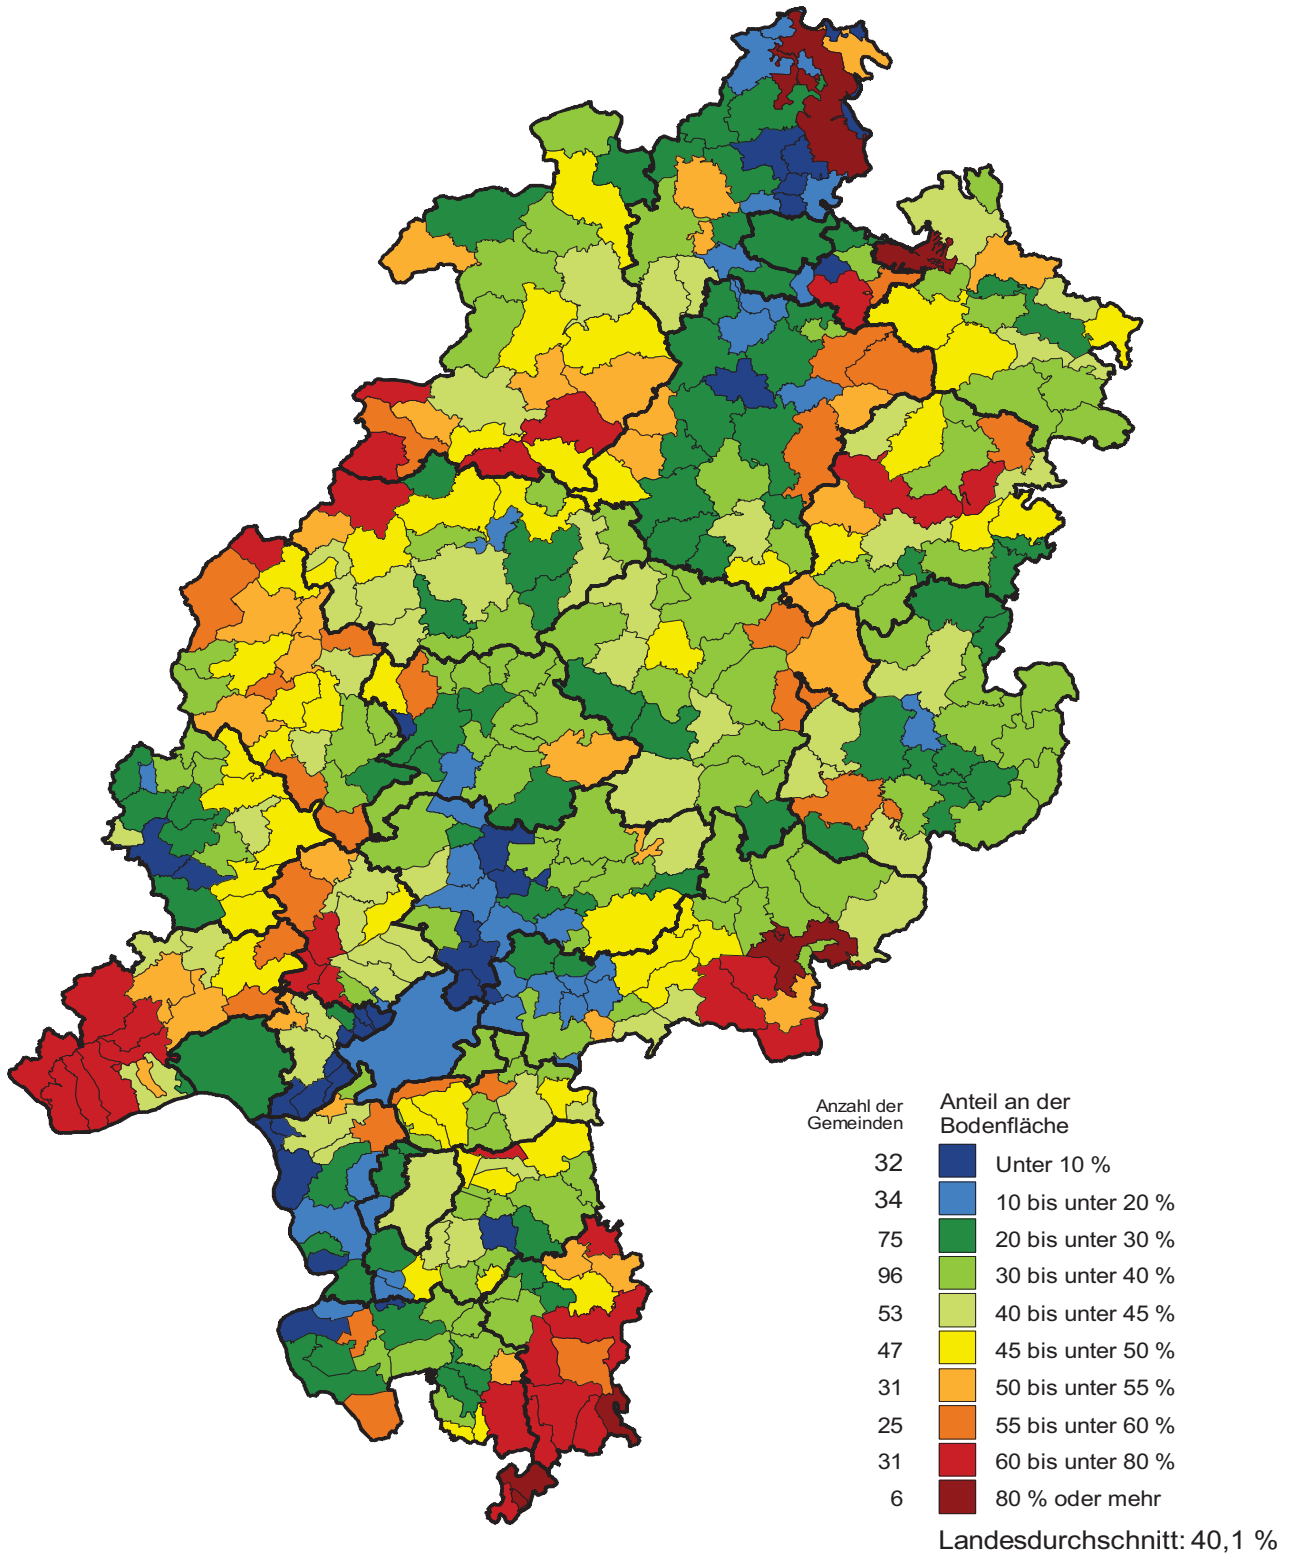 Anzahl der
Gemeinden
Anteil an der
Bodenfläche
32 Unter 10 %
34 10 bis unter 20 %
75 20 bis unter 30 %
96 30 bis unter 40 %
53 40 bis unter 45 %
47 45 bis unter 50 %
31 50 bis unter 55 %
25 55 bis unter 60 %
31 60 bis unter 80 %
6 80 % oder mehr
Landesdurchschnitt: 40,1 %